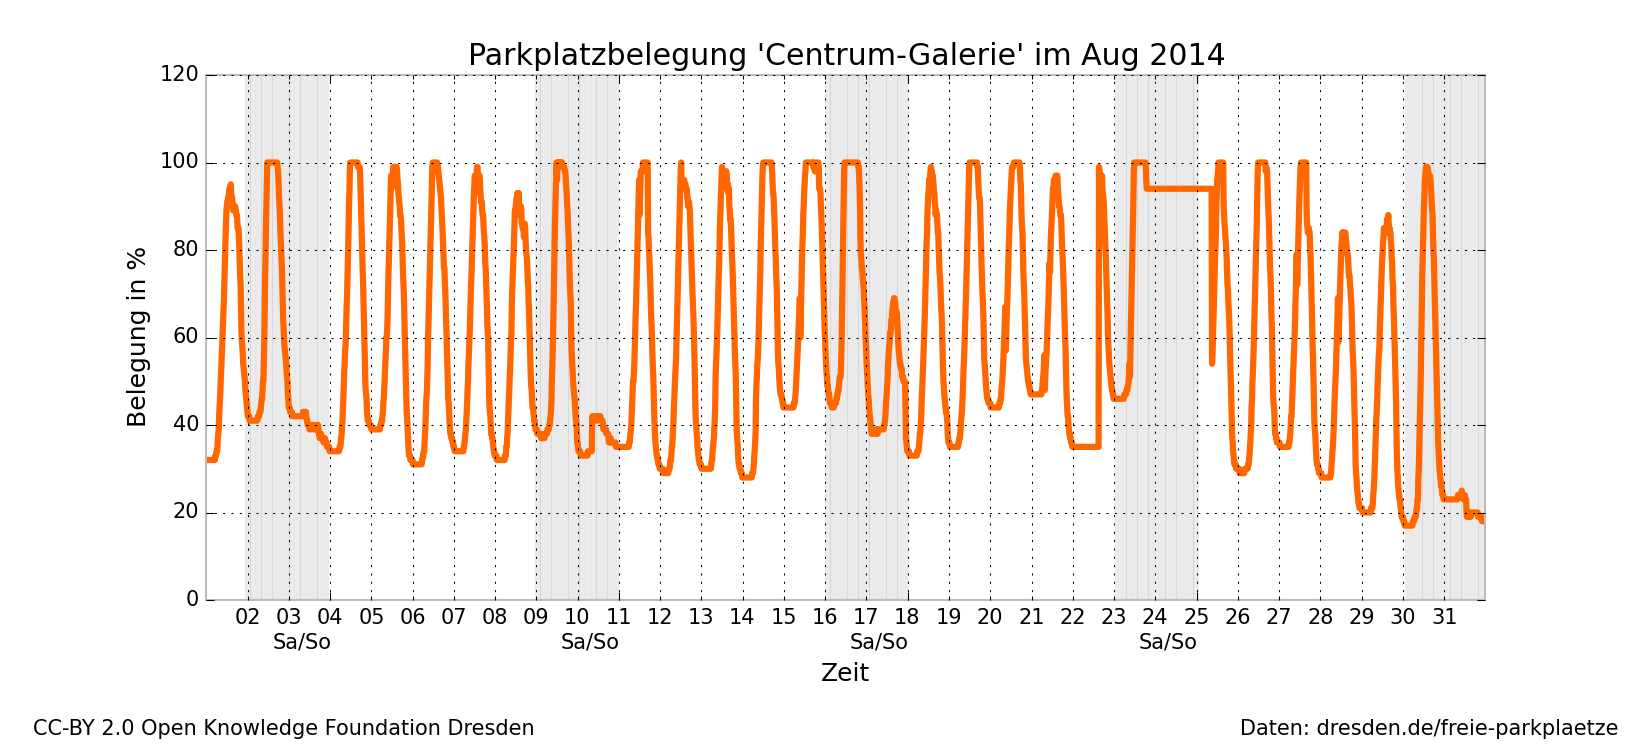 Parkplatzbelegung 'Centrum-Galerie' im Aug 2014
120
100
80
60
40
20
0
Belegung in %
02 03 04 05 06 07 08 09 10 11 12 13 14 15 16 17 18 19 20 21 22 23 24 25 26 27 28 29 30 31
Sa/So Sa/So Sa/So Sa/So
Zeit
CC-BY 2.0 Open Knowledge Foundation Dresden
Daten: dresden.de/freie-parkplaetze